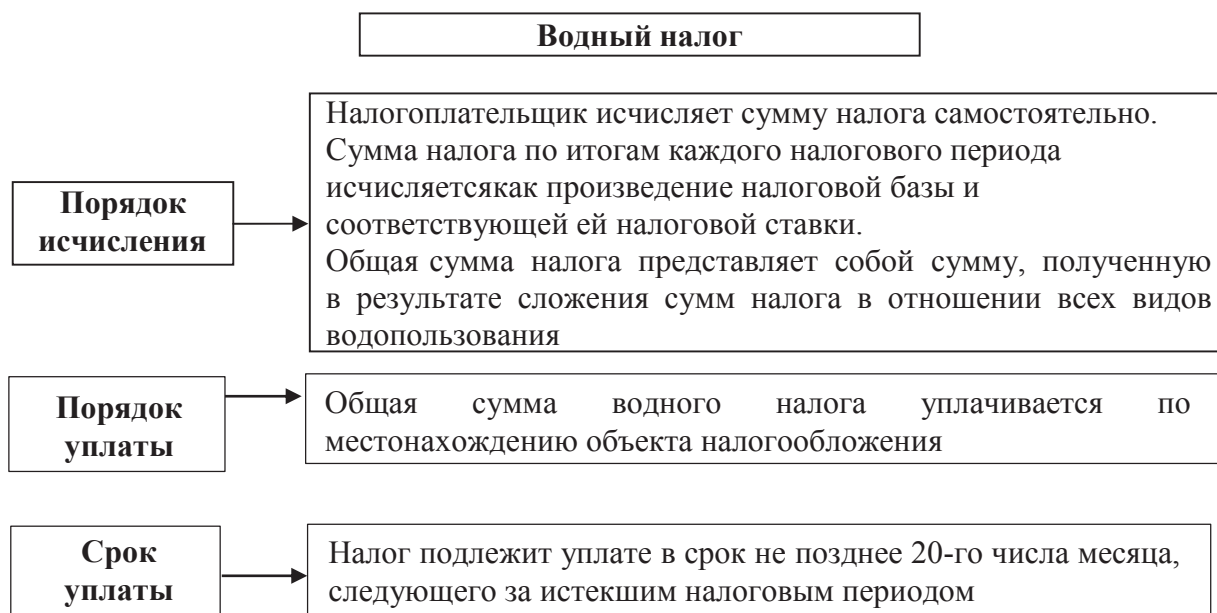 Водный налог
Порядок
исчисления
Налогоплательщик исчисляет сумму налога самостоятельно.
Сумма налога по итогам каждого налогового периода
исчисляетсякак произведение налоговой базы и
соответствующей ей налоговой ставки.
Общая сумма налога представляет собой сумму, полученную
в результате сложения сумм налога в отношении всех видов
водопользования
Порядок
уплаты
Общая сумма водного налога уплачивается по
местонахождению объекта налогообложения
Срок
уплаты
Налог подлежит уплате в срок не позднее 20-го числа месяца,
следующего за истекшим налоговым периодом